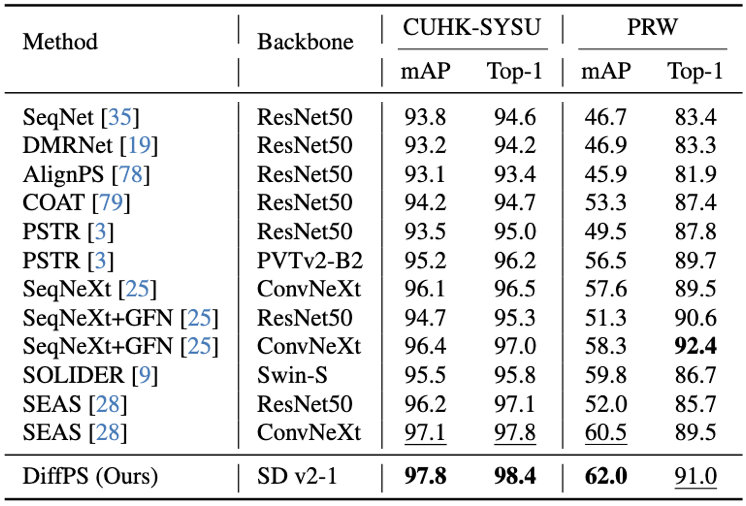 Method Backbone CUHK-SYSU PRW
mAP Top-1 mAP Top-1
SeqNet [35] ResNet50 93.8 94.6 46.7 83.4
DMRNet [19] ResNet50 93.2 94.2 46.9 83.3
AlignPS [78] ResNet50 93.1 93.4 45.9 81.9
COAT [79] ResNet50 94.2 94.7 53.3 87.4
PSTR [3] ResNet50 93.5 95.0 49.5 87.8
PSTR [3] PVTv2-B2 95.2 96.2 56.5 89.7
SeqNeXt [25] ConvNeXt 96.1 96.5 57.6 89.5
SeqNeXt+GFN [25] ResNet50 94.7 95.3 51.3 90.6
SeqNeXt+GFN [25] ConvNeXt 96.4 97.0 58.3 92.4
SOLIDER [9] Swin-S 95.5 95.8 59.8 86.7
SEAS [28] ResNet50 96.2 97.1 52.0 85.7
SEAS [28] ConvNeXt 97.1 97.8 60.5 89.5
DiffPS (Ours) SD v2-1 97.8 98.4 62.0 91.0